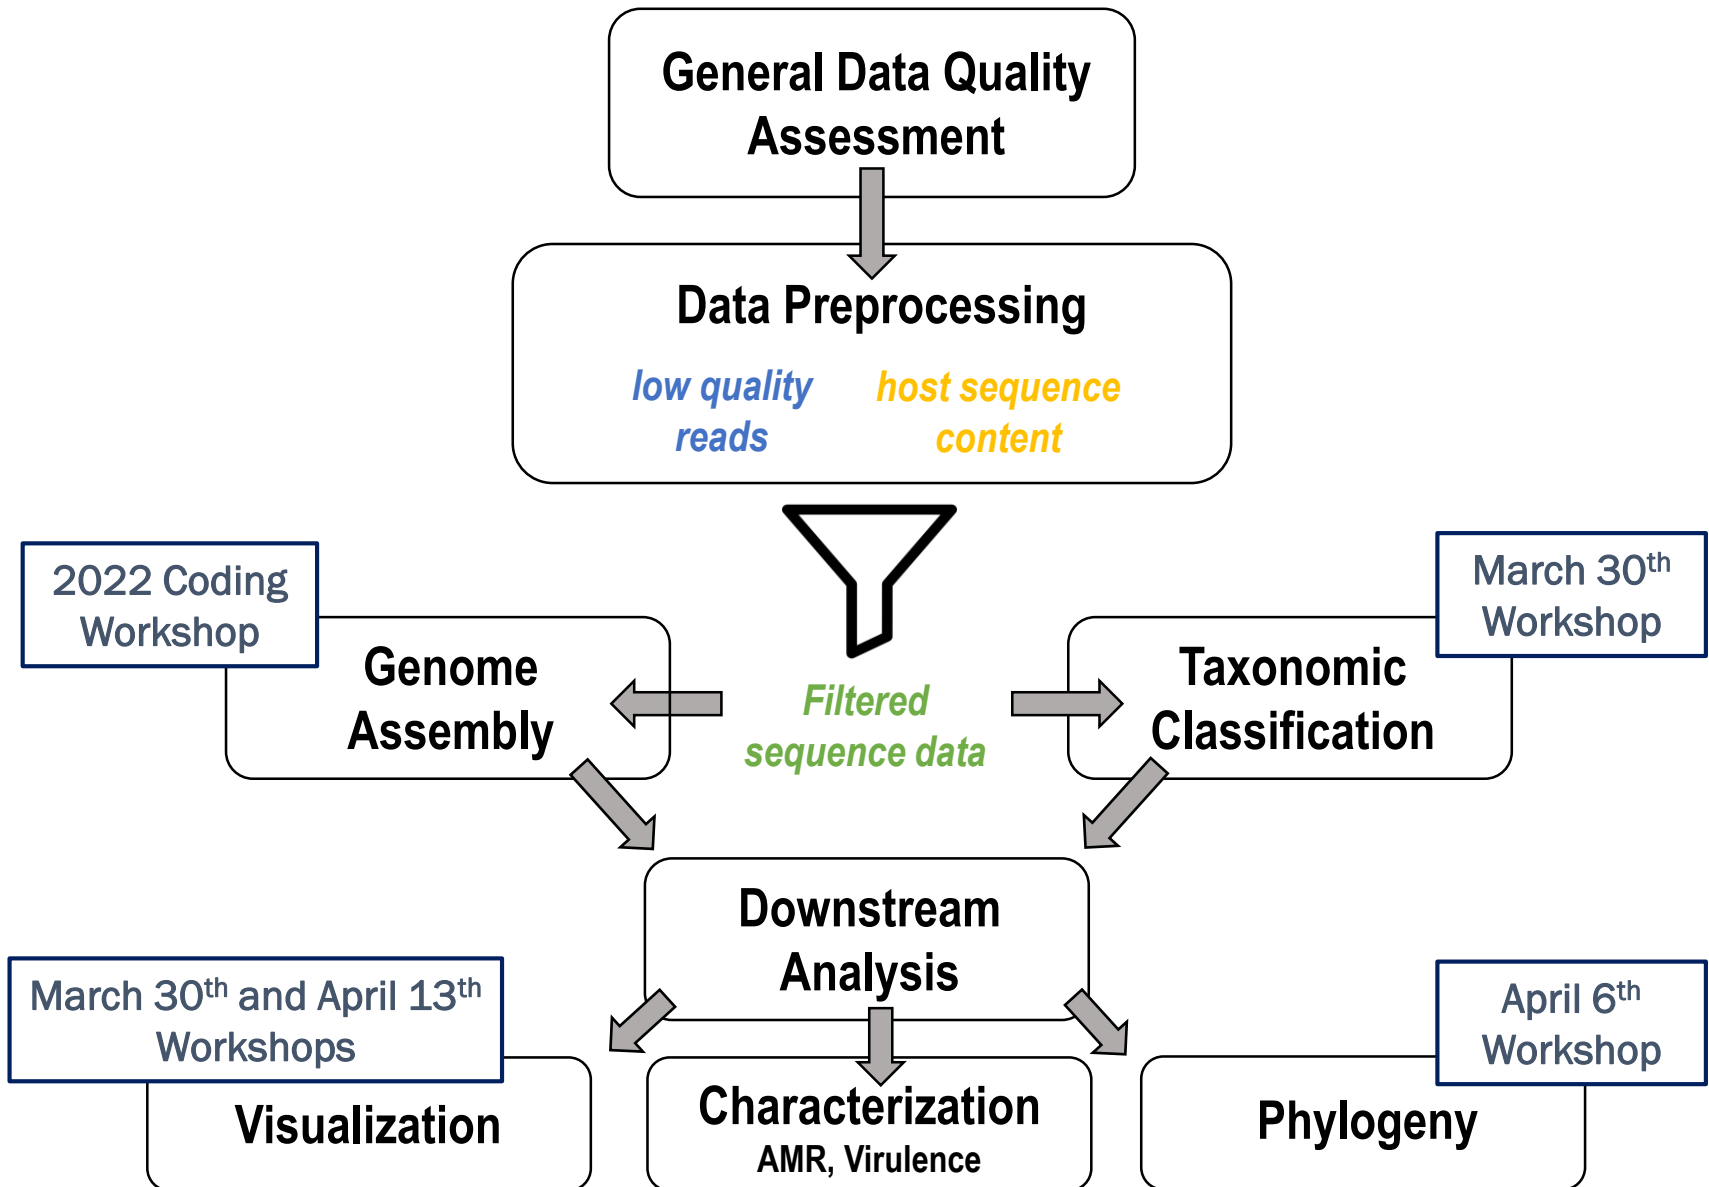 General Data Quality
Assessment
Data Preprocessing
low quality
reads
host sequence
content
2022 Coding
Workshop
March 30th
Workshop
Genome
Assembly
Filtered
sequence data
Taxonomic
Classification
Downstream
Analysis
March 30th and April 13th
Workshops
April 6th
Workshop
Visualization
Characterization
AMR, Virulence
Phylogeny